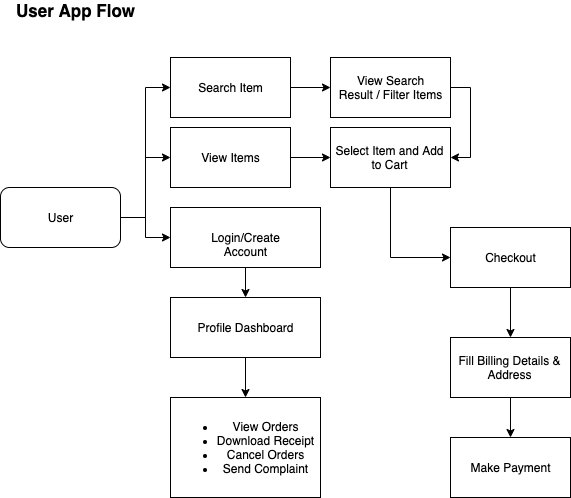 User App Flow
Search Item
View Search
Result / Filter Items
View Items
Select Item and Add
to Cart
User
Login/Create
Account
Checkout
Profile Dashboard
Fill Billing Details &
Address
• View Orders
• Download Receipt
• Cancel Orders
• Send Complaint
Make Payment